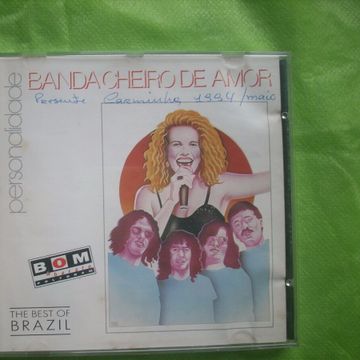 personalidade
BANDA CHEIRO DE AMOR
Presente Carminha 1994/maio
BOM
THE BEST OF
BRAZIL